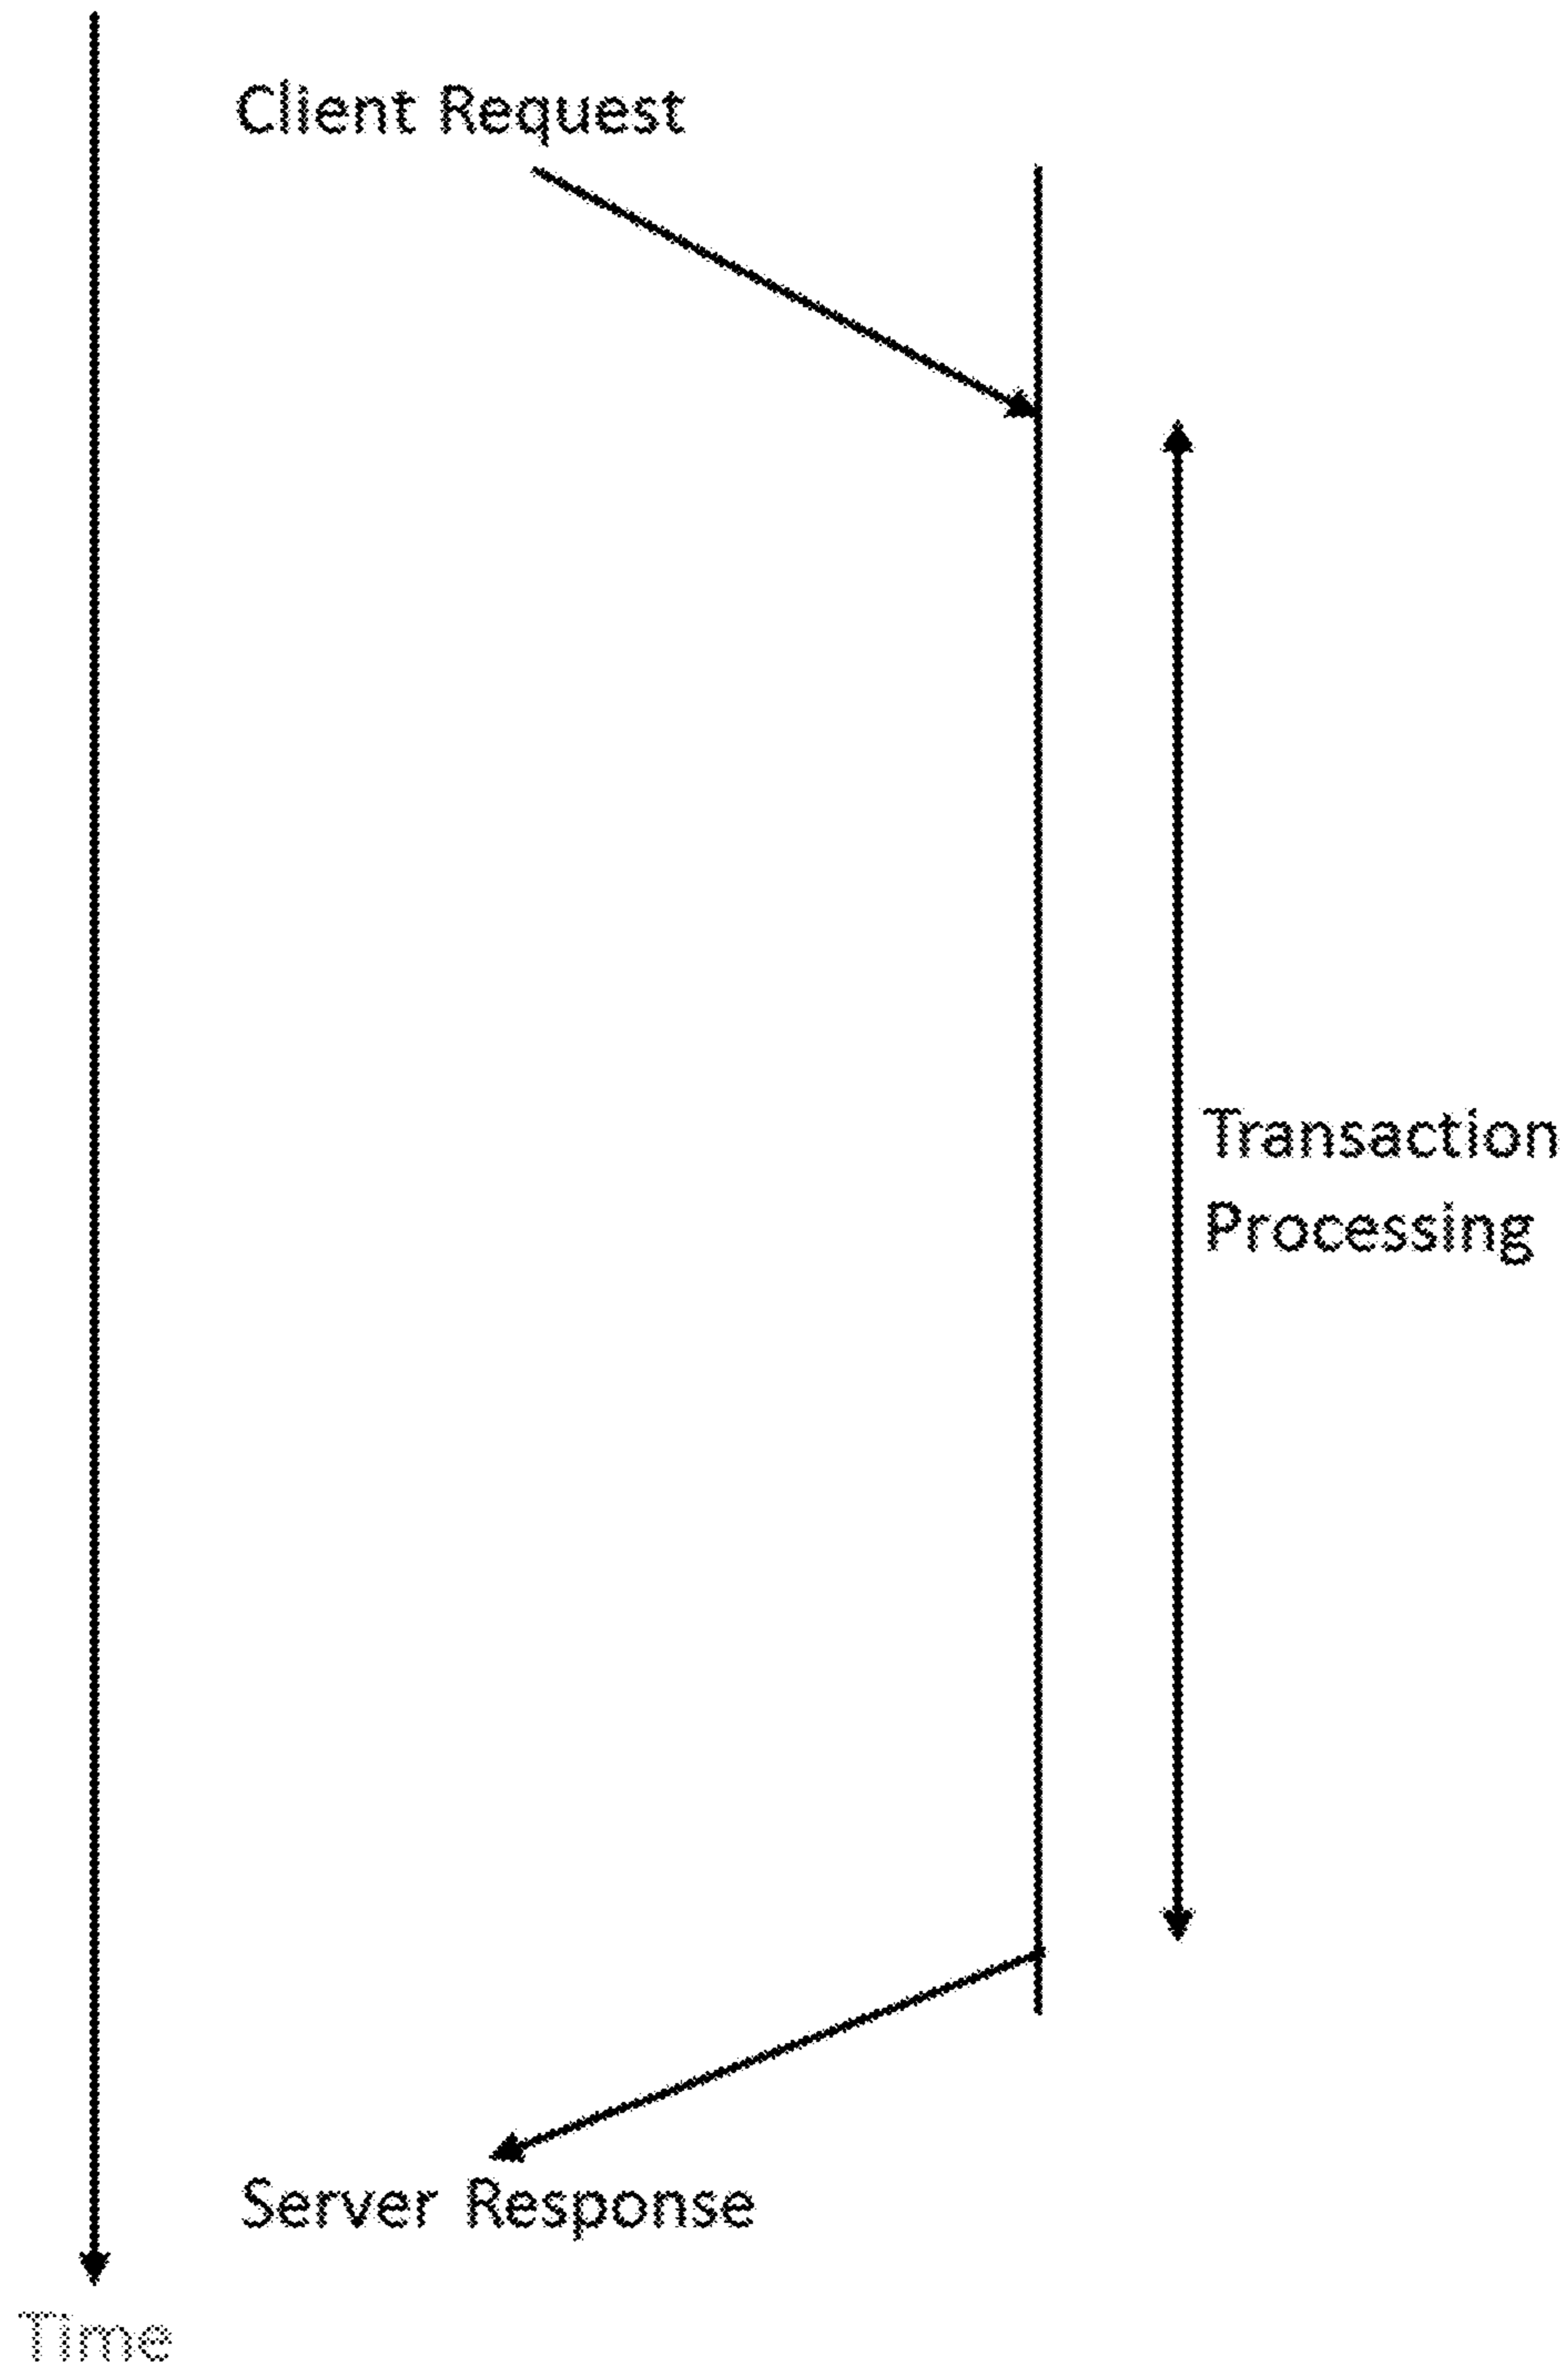 Client Request
Transaction
Processing
Server Response
Time